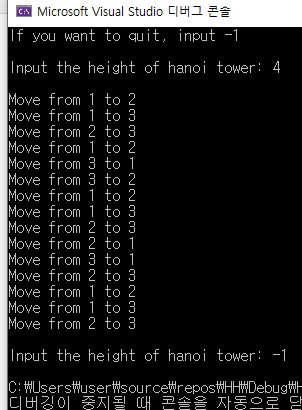 Microsoft Visual Studio 디버그 콘솔
If you want to quit, input -1
Input the height of hanoi tower: 4
Move from 1 to 2
Move from 1 to 3
Move from 2 to 3
Move from 1 to 2
Move from 3 to 1
Move from 3 to 2
Move from 1 to 2
Move from 1 to 3
Move from 2 to 3
Move from 2 to 1
Move from 3 to 1
Move from 2 to 3
Move from 1 to 2
Move from 1 to 3
Move from 2 to 3
Input the height of hanoi tower: -1
C:₩Users₩user₩source₩repos₩HH₩Debug₩H
디버깅이 중지될 때 콘솔을 자동으로 닫